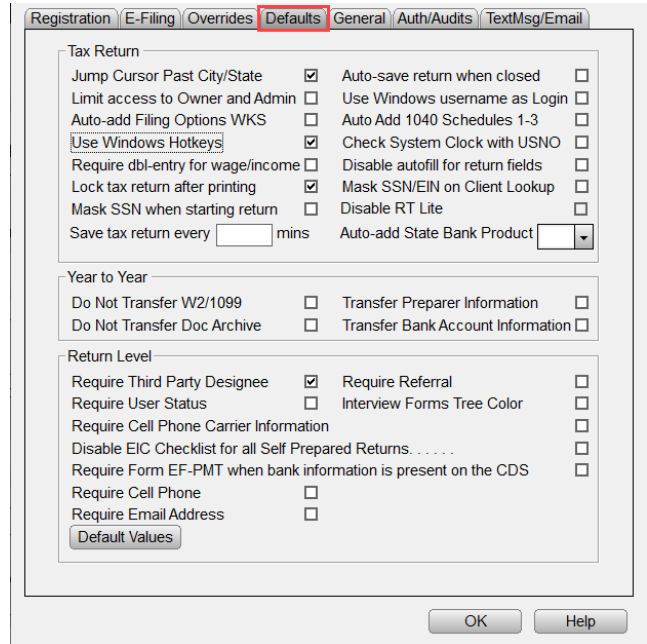 Registration E-Filing Overrides Defaults General Auth/Audits TextMsg/Email
Tax Return
Jump Cursor Past City/State Auto-save return when closed
Limit access to Owner and Admin Use Windows username as Login
Auto-add Filing Options WKS Auto Add 1040 Schedules 1-3
Use Windows Hotkeys Check System Clock with USNO
Require dbl-entry for wage/income Disable autofill for return fields
Lock tax return after printing Mask SSN/EIN on Client Lookup
Mask SSN when starting return Disable RT Lite
Save tax return every mins Auto-add State Bank Product
Year to Year
Do Not Transfer W2/1099 Transfer Preparer Information
Do Not Transfer Doc Archive Transfer Bank Account Information
Return Level
Require Third Party Designee Require Referral
Require User Status Interview Forms Tree Color
Require Cell Phone Carrier Information
Disable EIC Checklist for all Self Prepared Returns. . . . . .
Require Form EF-PMT when bank information is present on the CDS
Require Cell Phone
Require Email Address
Default Values
OK Help